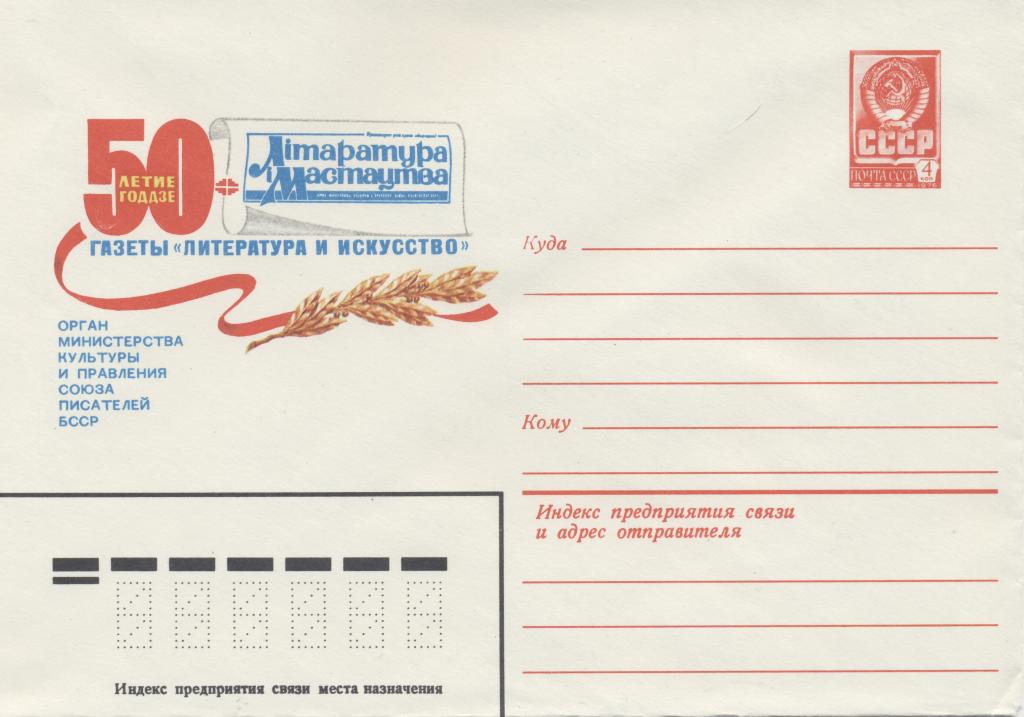 50
ЛЕТИЕ
ГОДДЗЕ
Літаратура
і Мастацтва
ГАЗЕТЫ «ЛИТЕРАТУРА И ИСКУССТВО»
ОРГАН
МИНИСТЕРСТВА
КУЛЬТУРЫ
И ПРАВЛЕНИЯ
СОЮЗА
ПИСАТЕЛЕЙ
БССР
СССР
ПОЧТА СССР
4
КОП
1976
Куда
Кому
Индекс предприятия связи
и адрес отправителя
Индекс предприятия связи места назначения